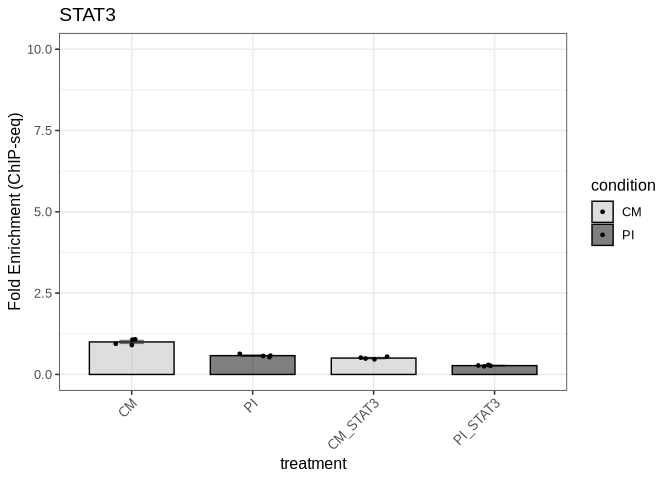 STAT3
Fold Enrichment (ChIP-seq)
10.0
7.5
5.0
2.5
0.0
CM
PI
CM_STAT3
PI_STAT3
treatment
condition
CM
PI